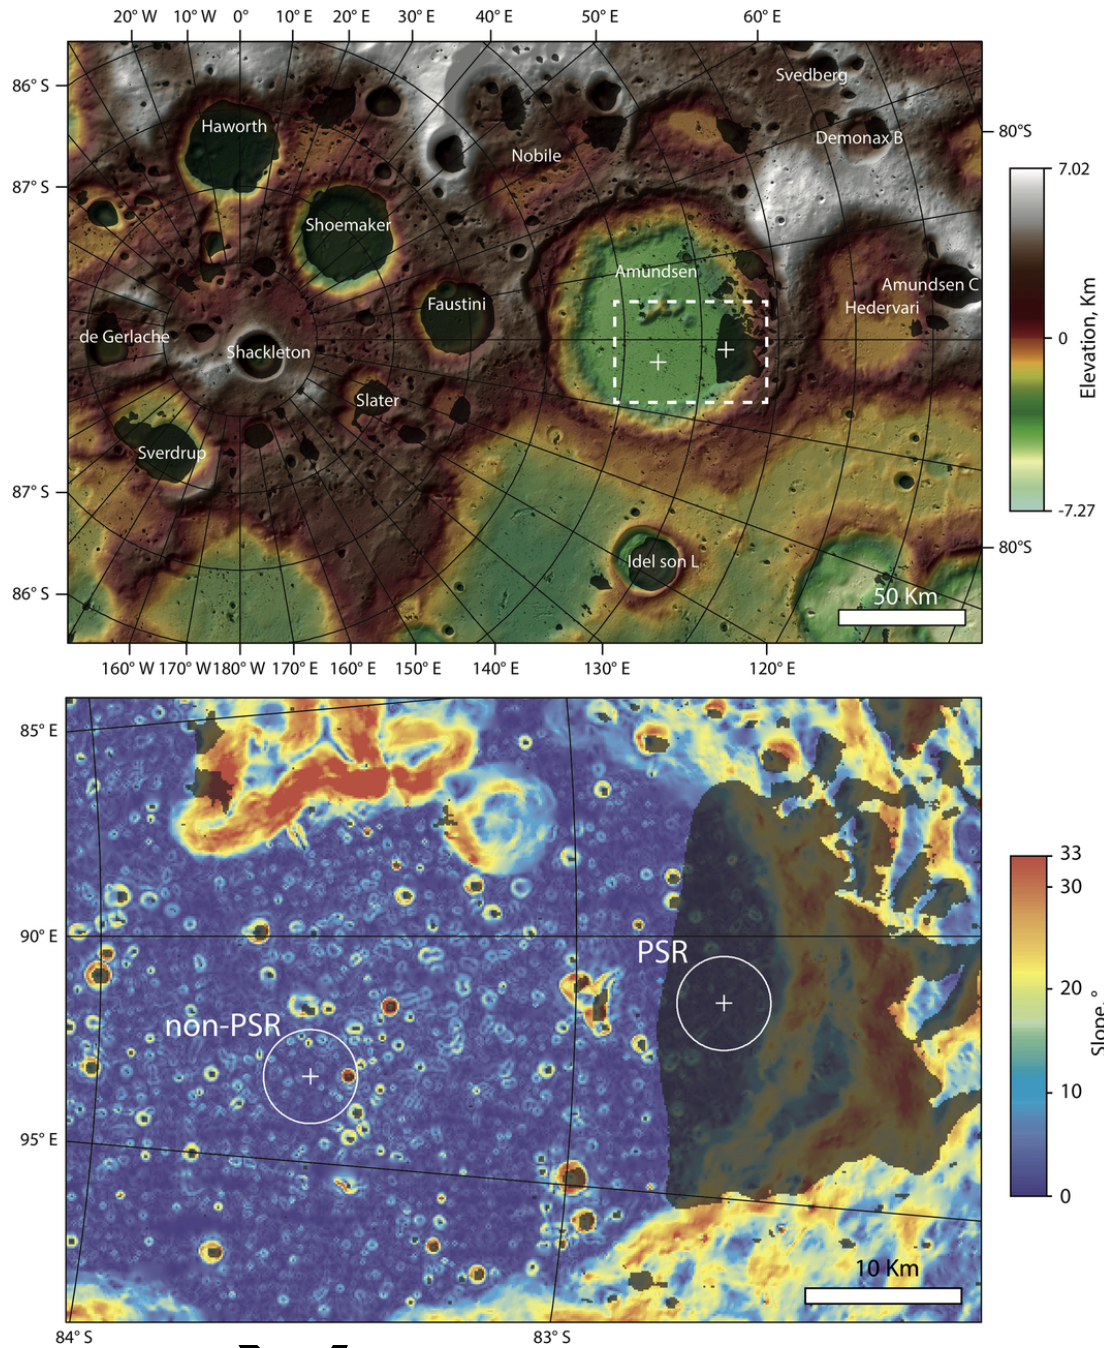 20° W 10° W 0° 10° E 20° E 30° E 40° E 50° E 60° E
86° S
Svedberg
80°S
Haworth
Demonax B
Nobile
7.02
87° S
Shoemaker
Amundsen
Amundsen C
Faustini
Hedervari
de Gerlache
Shackleton
0
Elevation, Km
Slater
Sverdrup
87° S
-7.27
80°S
Idel son L
86° S
50 Km
160° W 170° W 180° W 170° E 160° E 150° E 140° E 130° E 120° E
85° E
33
30
90° E
PSR
20
Slope, °
non-PSR
10
95° E
0
10 Km
84° S 83° S